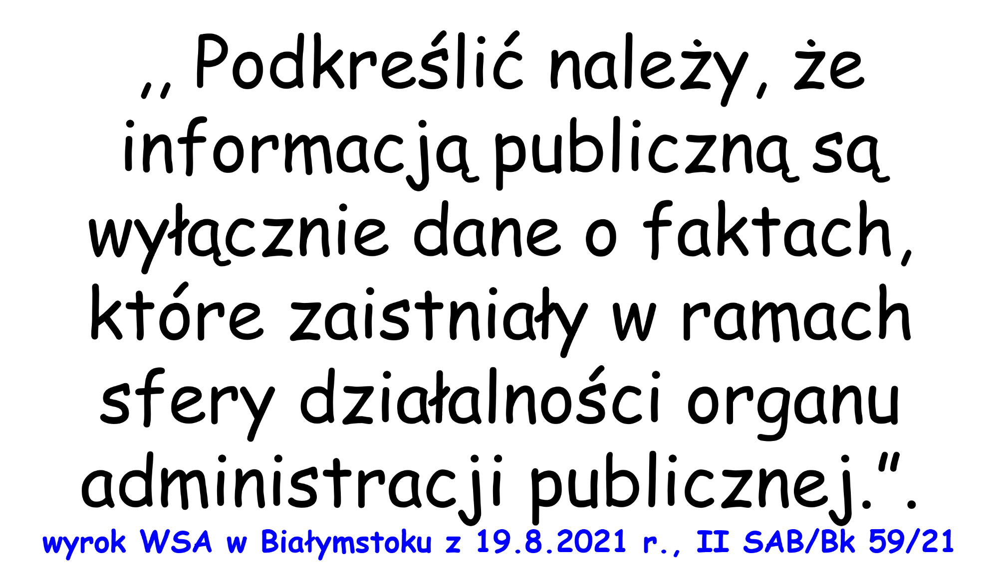 ,, Podkreślić należy, że
informacją publiczną są
wyłącznie dane o faktach,
które zaistniały w ramach
sfery działalności organu
administracji publicznej.”.
wyrok WSA w Białymstoku z 19.8.2021 r., II SAB/Bk 59/21